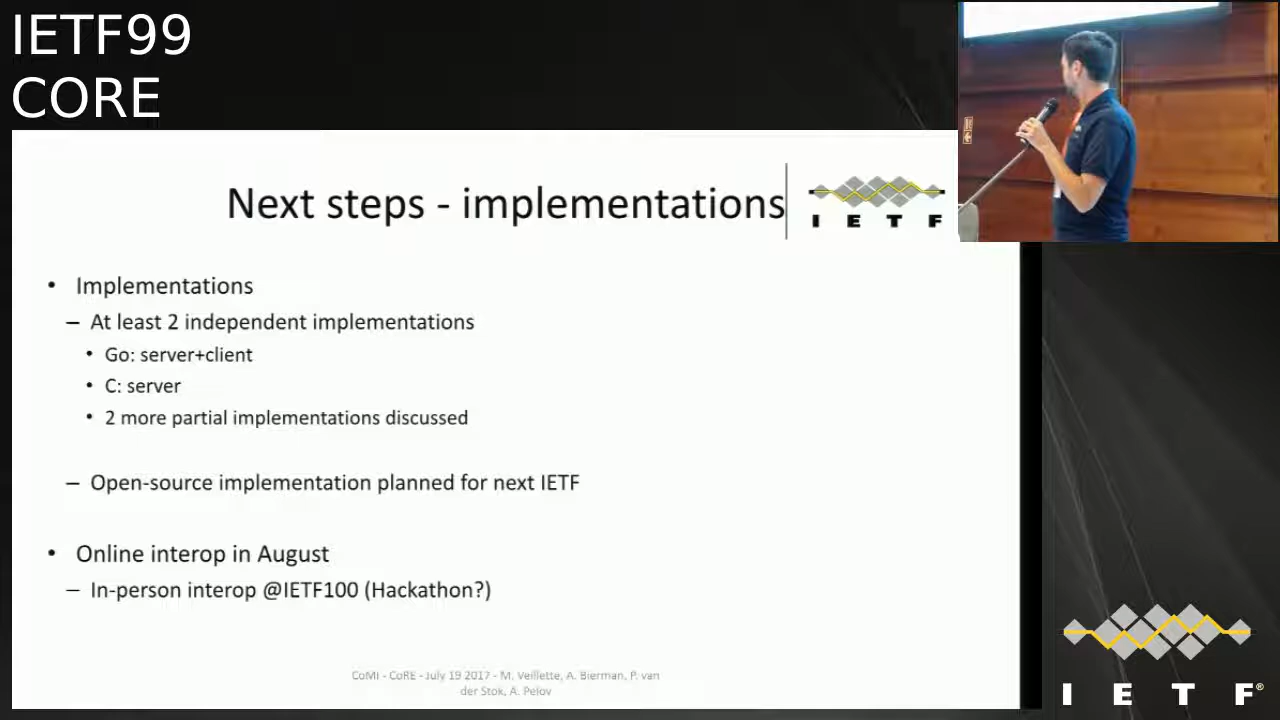 IETF99
CORE
Next steps - implementations
I E T F
• Implementations
– At least 2 independent implementations
• Go: server+client
• C: server
• 2 more partial implementations discussed
– Open-source implementation planned for next IETF
• Online interop in August
– In-person interop @IETF100 (Hackathon?)
CoMI - CoRE - July 19 2017 - M. Veillette, A. Bierman, P. van
der Stok, A. Pelov
I E T F®